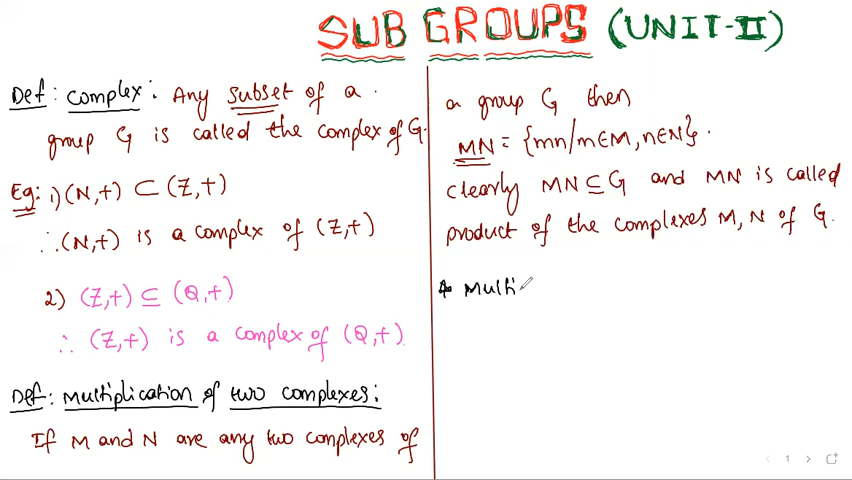 SUB GROUPS (UNIT-II)
Def: complex: Any subset of a
group G is called the complex of G.
Eg: 1) (N,+) ⊂ (Z,+)
∴ (N,+) is a complex of (Z,+)
2) (Z,+) ⊆ (Q,+)
∴ (Z,+) is a complex of (Q,+)
Def: Multiplication of two complexes:
If M and N are any two complexes of
a group G then
MN = {mn/m∈M, n∈N}.
clearly MN ⊆ G and MN is called
product of the complexes M, N of G.
* Multi
1